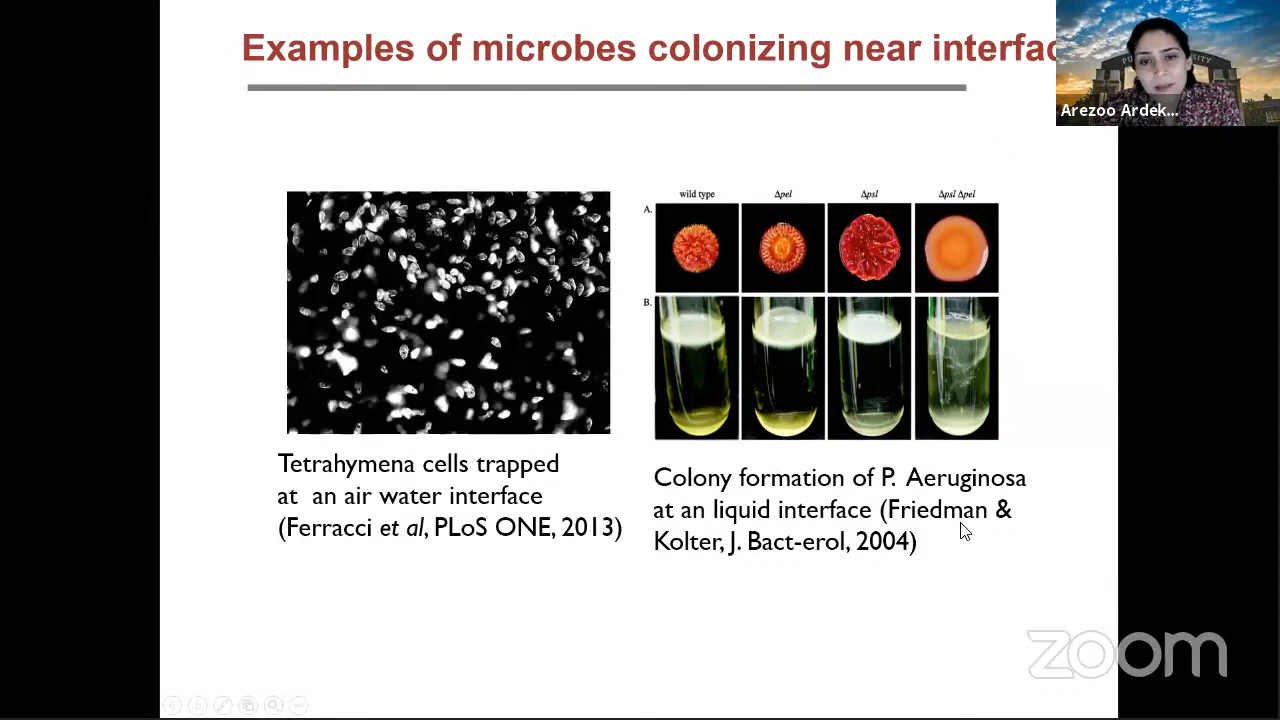 Examples of microbes colonizing near interfac
Arezoo Ardek...
wild type
Δpel
Δpsl
Δpsl Δpel
A.
B.
Tetrahymena cells trapped
at an air water interface
(Ferracci et al, PLoS ONE, 2013)
Colony formation of P. Aeruginosa
at an liquid interface (Friedman &
Kolter, J. Bact-erol, 2004)
zoom